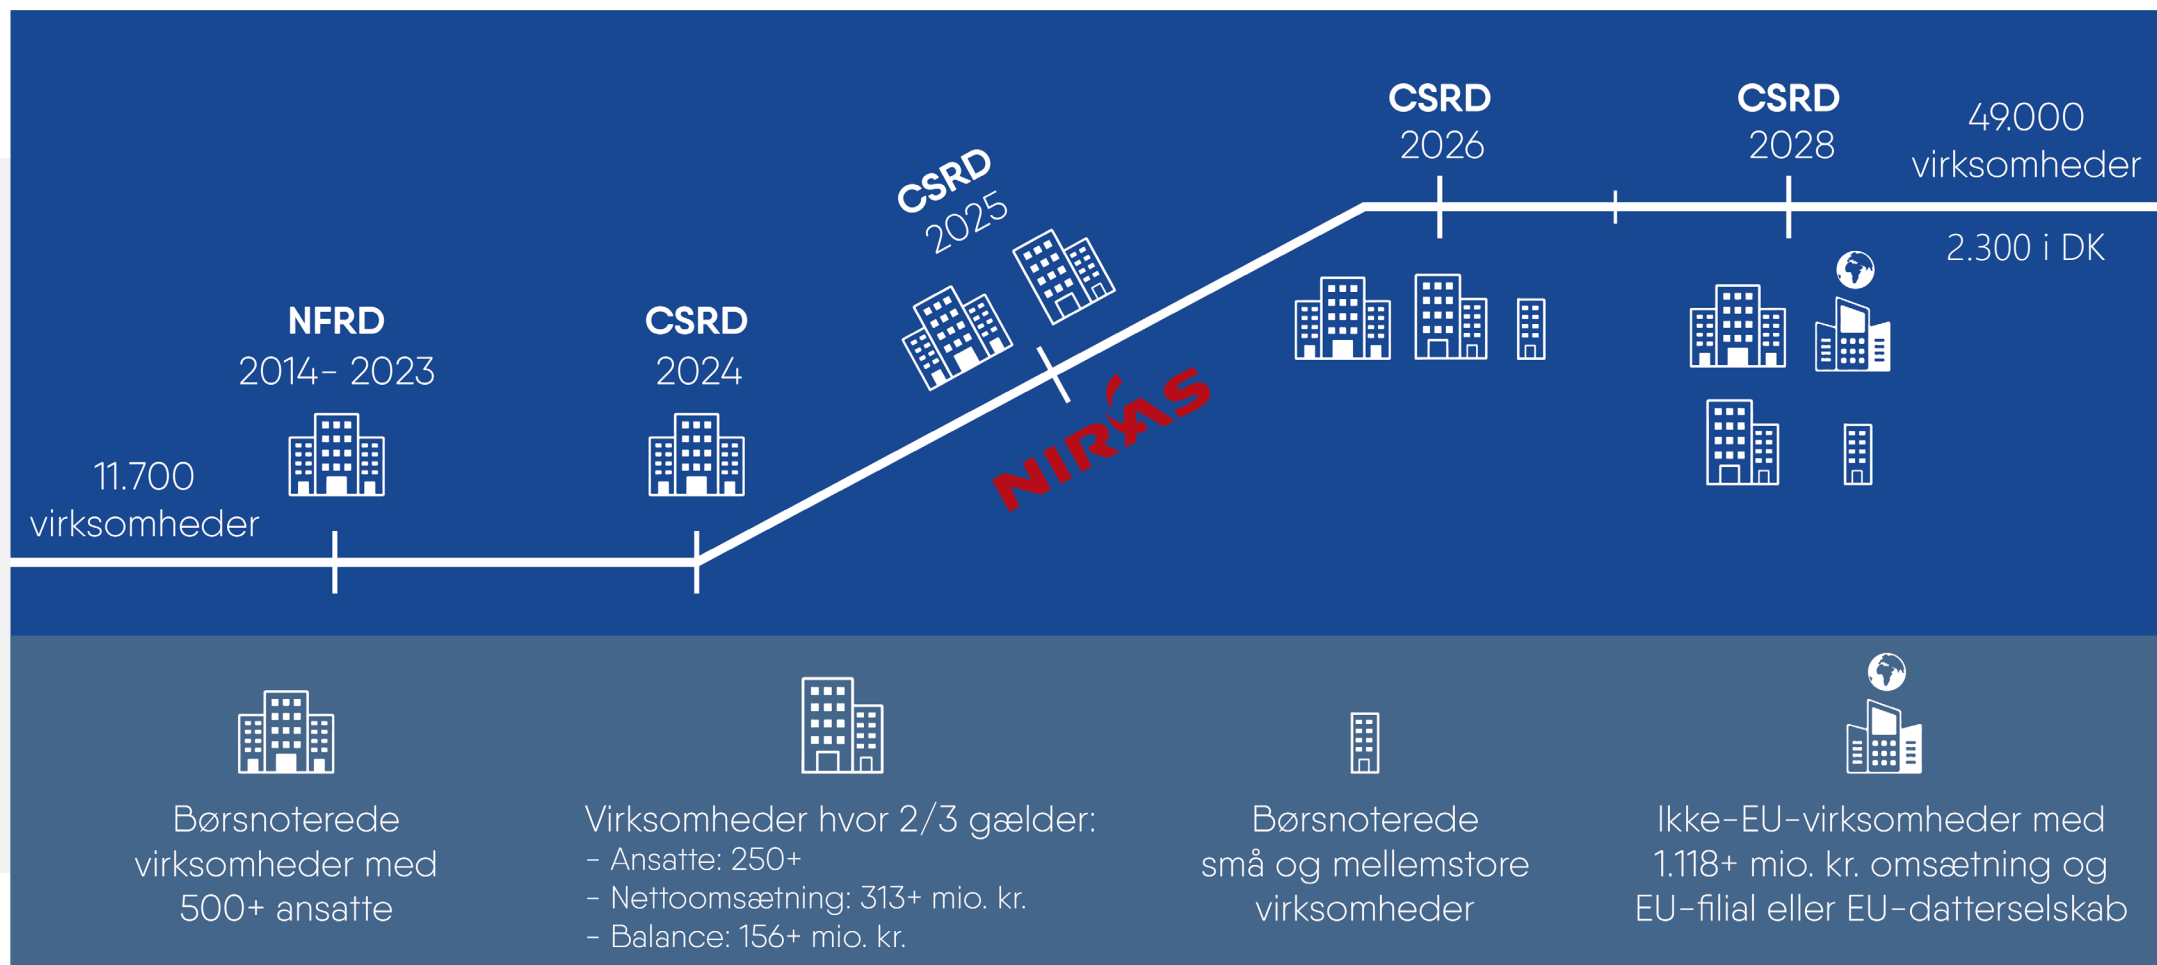 11.700
virksomheder
NFRD
2014- 2023
CSRD
2024
CSRD
2025
NIRAS
CSRD
2026
CSRD
2028
49.000
virksomheder
2.300 i DK
Børsnoterede
virksomheder med
500+ ansatte
Virksomheder hvor 2/3 gælder:
- Ansatte: 250+
- Nettoomsætning: 313+ mio. kr.
- Balance: 156+ mio. kr.
Børsnoterede
små og mellemstore
virksomheder
Ikke-EU-virksomheder med
1.118+ mio. kr. omsætning og
EU-filial eller EU-datterselskab